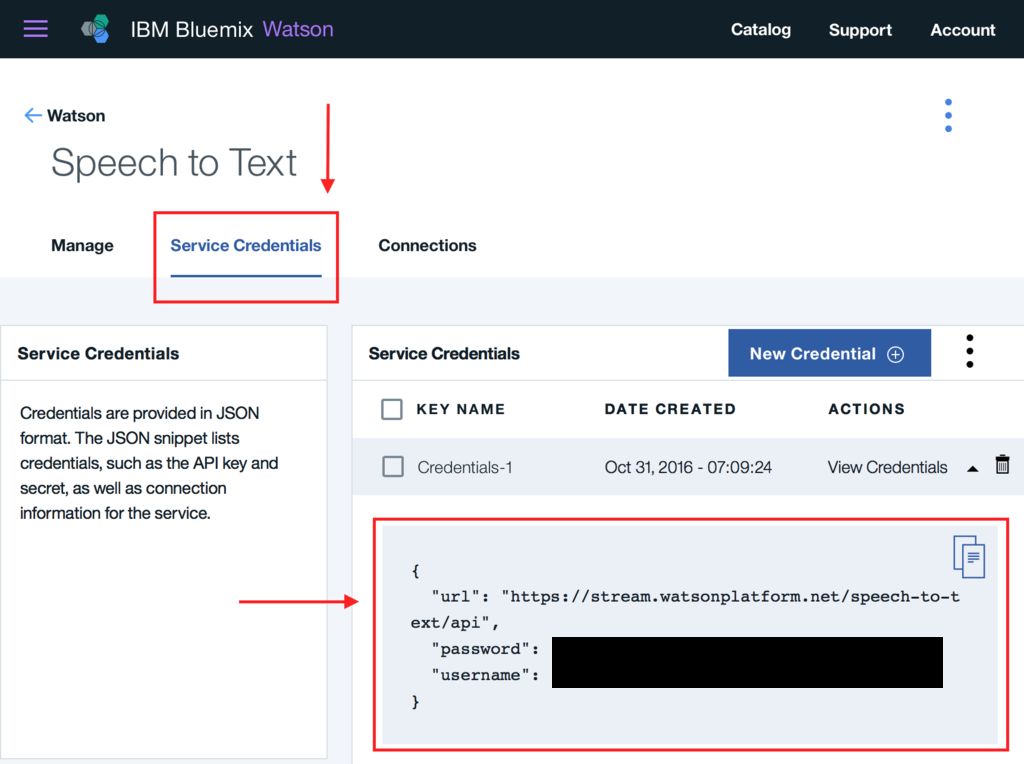 IBM Bluemix Watson
Catalog
Support
Account
Watson
Speech to Text
Manage
Service Credentials
Connections
Service Credentials
Credentials are provided in JSON
format. The JSON snippet lists
credentials, such as the API key and
secret, as well as connection
information for the service.
Service Credentials
New Credential
KEY NAME
DATE CREATED
ACTIONS
Credentials-1
Oct 31, 2016 - 07:09:24
View Credentials
{
"url": "https://stream.watsonplatform.net/speech-to-t
ext/api",
"password":
"username":
}